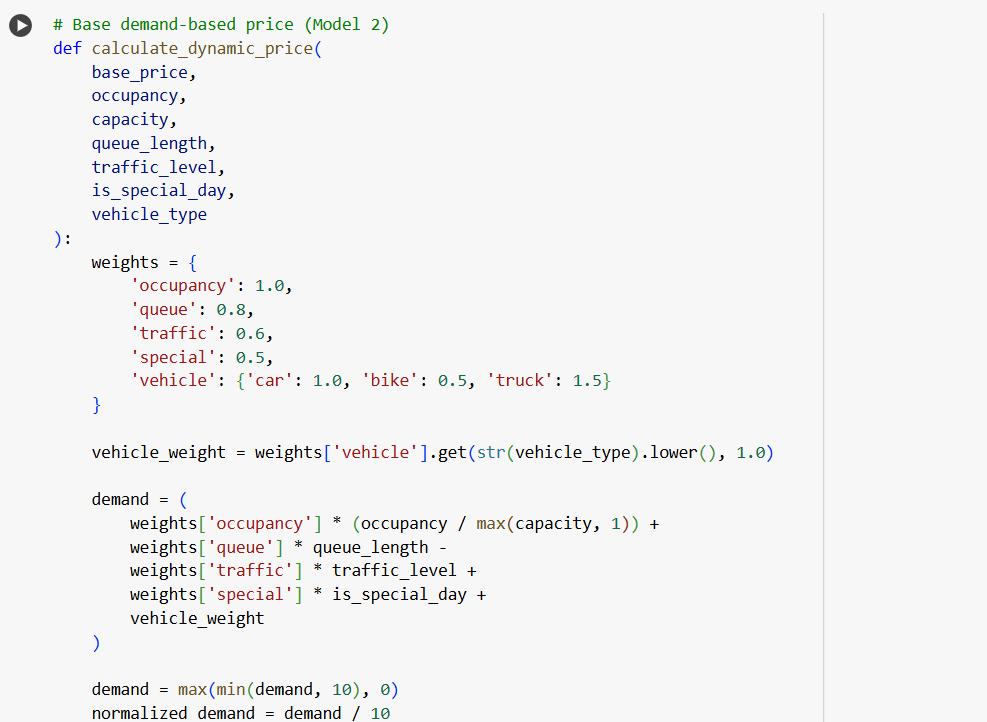 # Base demand-based price (Model 2)
def calculate_dynamic_price(
    base_price,
    occupancy,
    capacity,
    queue_length,
    traffic_level,
    is_special_day,
    vehicle_type
):
    weights = {
        'occupancy': 1.0,
        'queue': 0.8,
        'traffic': 0.6,
        'special': 0.5,
        'vehicle': {'car': 1.0, 'bike': 0.5, 'truck': 1.5}
    }
    vehicle_weight = weights['vehicle'].get(str(vehicle_type).lower(), 1.0)
    demand = (
        weights['occupancy'] * (occupancy / max(capacity, 1)) +
        weights['queue'] * queue_length -
        weights['traffic'] * traffic_level +
        weights['special'] * is_special_day +
        vehicle_weight
    )
    demand = max(min(demand, 10), 0)
    normalized_demand = demand / 10